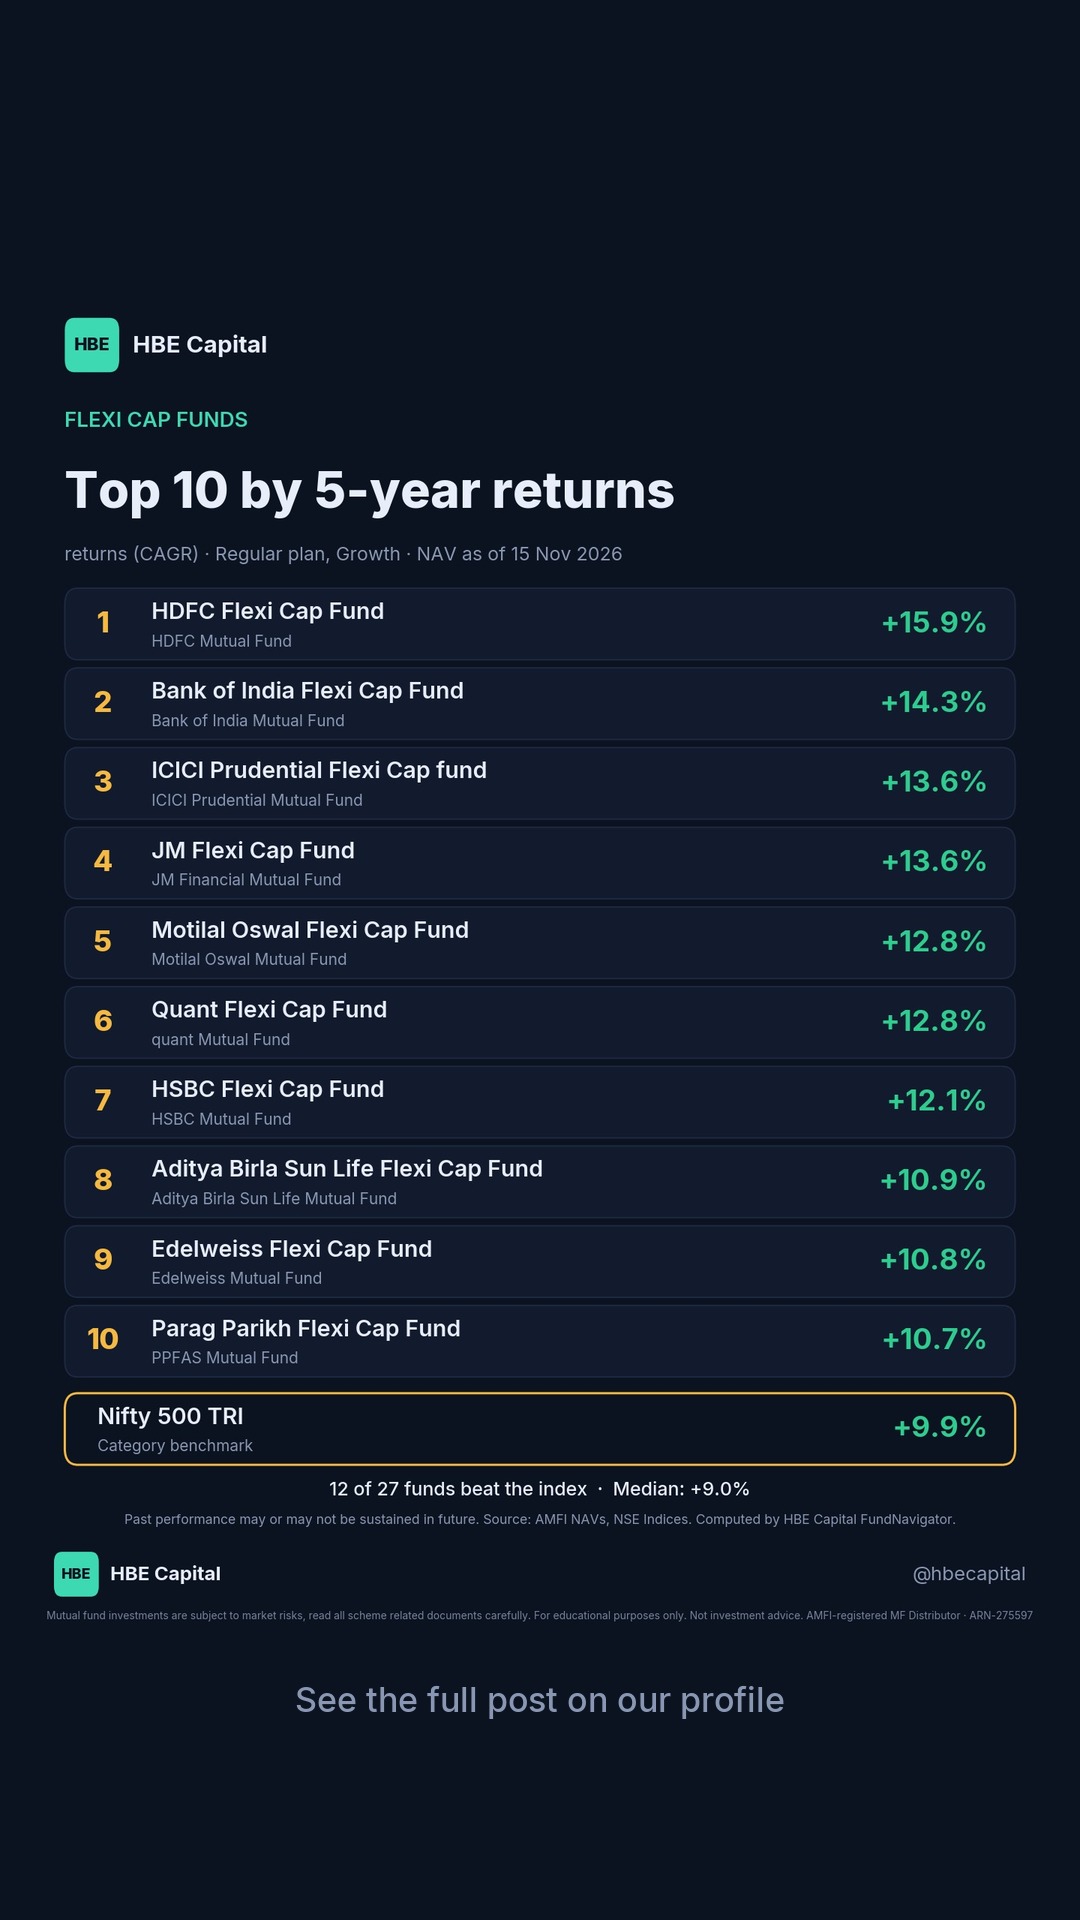 HBE HBE Capital
FLEXI CAP FUNDS
Top 10 by 5-year returns
returns (CAGR) · Regular plan, Growth · NAV as of 15 Nov 2026
1 HDFC Flexi Cap Fund +15.9%
HDFC Mutual Fund
2 Bank of India Flexi Cap Fund +14.3%
Bank of India Mutual Fund
3 ICICI Prudential Flexi Cap fund +13.6%
ICICI Prudential Mutual Fund
4 JM Flexi Cap Fund +13.6%
JM Financial Mutual Fund
5 Motilal Oswal Flexi Cap Fund +12.8%
Motilal Oswal Mutual Fund
6 Quant Flexi Cap Fund +12.8%
quant Mutual Fund
7 HSBC Flexi Cap Fund +12.1%
HSBC Mutual Fund
8 Aditya Birla Sun Life Flexi Cap Fund +10.9%
Aditya Birla Sun Life Mutual Fund
9 Edelweiss Flexi Cap Fund +10.8%
Edelweiss Mutual Fund
10 Parag Parikh Flexi Cap Fund +10.7%
PPFAS Mutual Fund
Nifty 500 TRI +9.9%
Category benchmark
12 of 27 funds beat the index · Median: +9.0%
Past performance may or may not be sustained in future. Source: AMFI NAVs, NSE Indices. Computed by HBE Capital FundNavigator.
HBE HBE Capital @hbecapital
Mutual fund investments are subject to market risks, read all scheme related documents carefully. For educational purposes only. Not investment advice. AMFI-registered MF Distributor · ARN-275597
See the full post on our profile